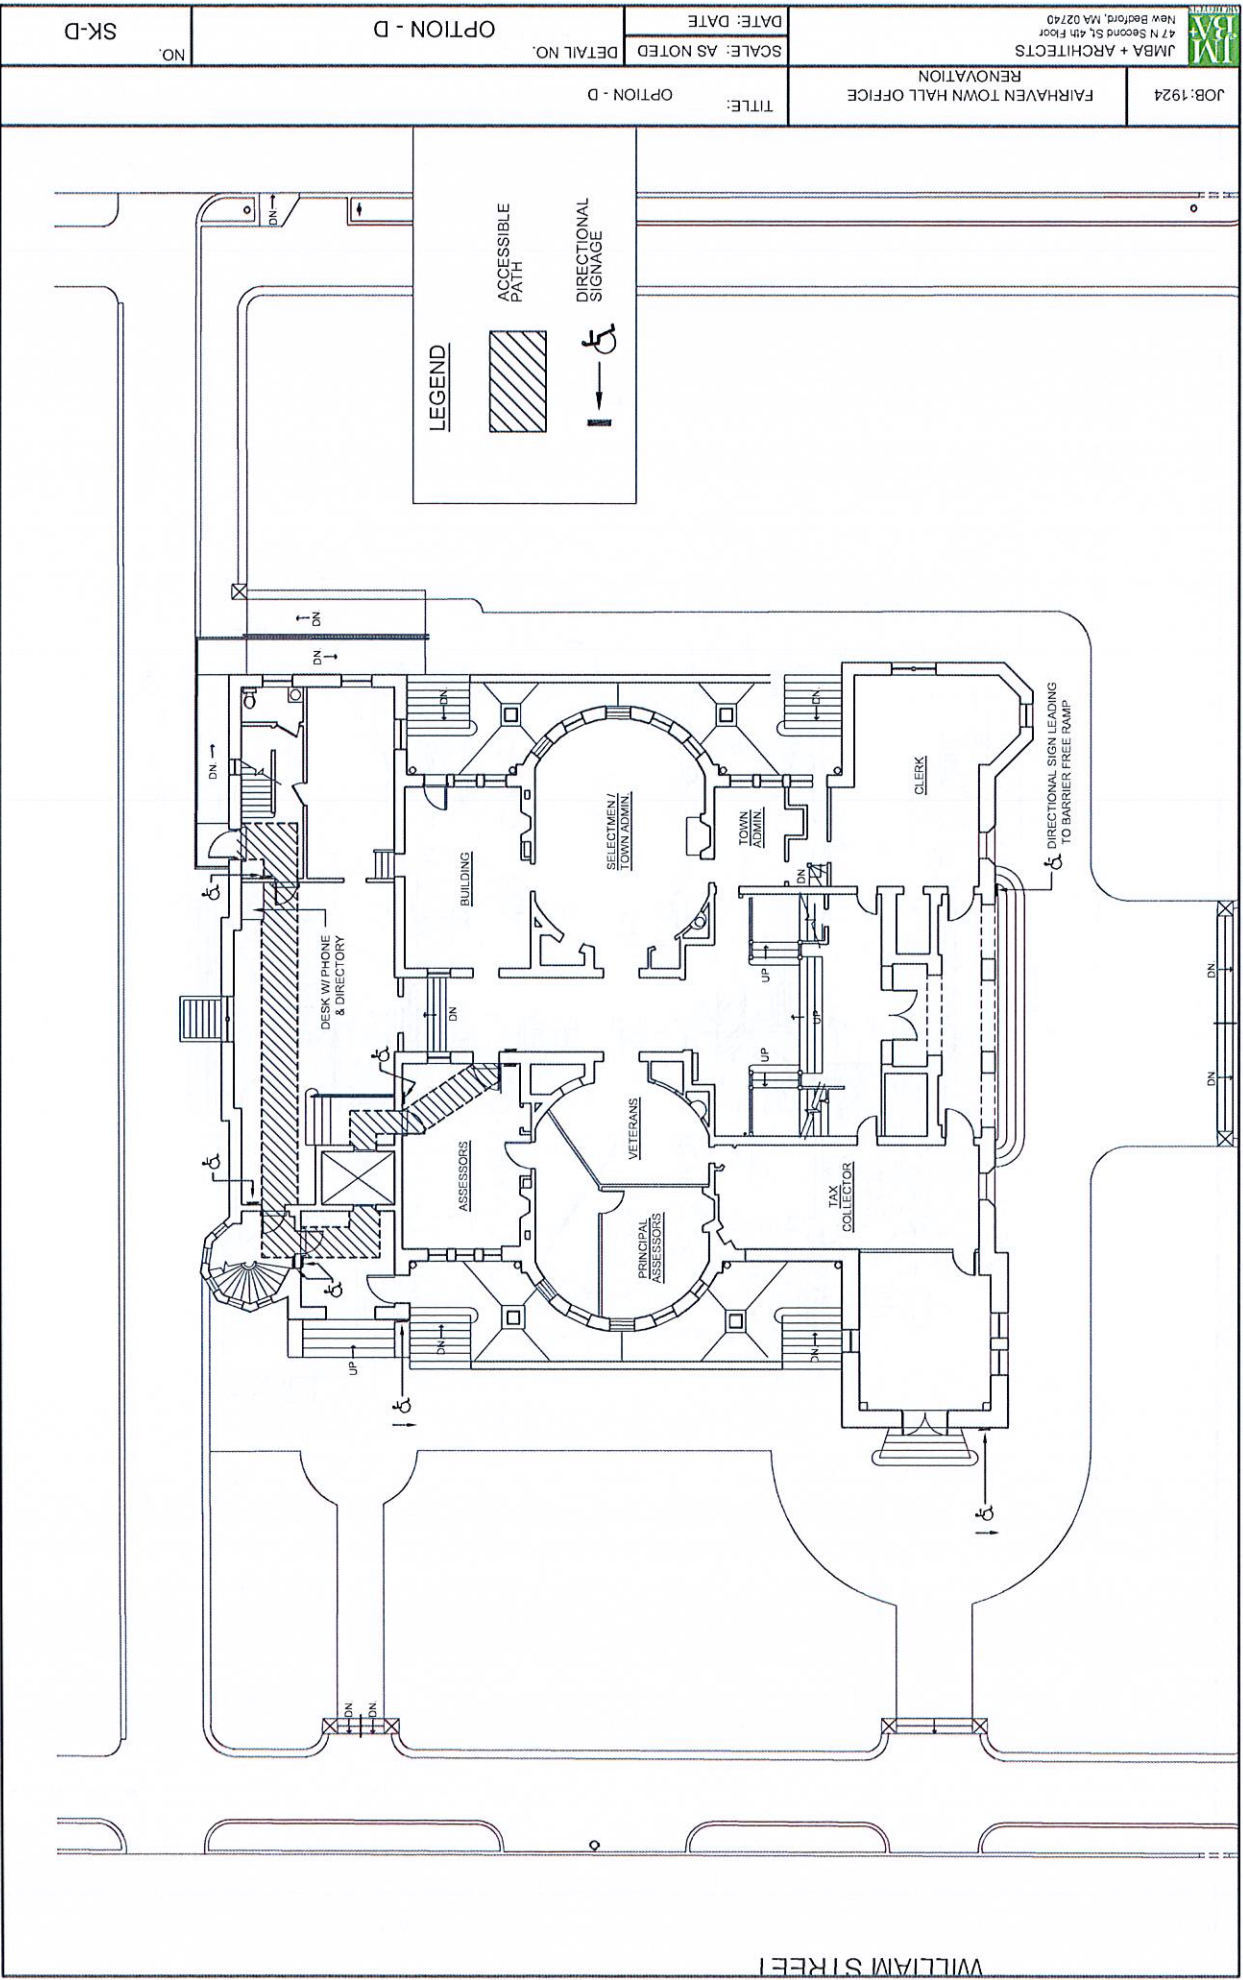 JOB:1924
FAIRHAVEN TOWN HALL OFFICE
RENOVATION
TITLE:
OPTION - D
JM
BA+
ARCHITECTS
JMBA + ARCHITECTS
47 N Second St, 4th Floor
New Bedford, MA 02740
SCALE: AS NOTED
DATE: DATE
DETAIL NO.
OPTION - D
NO.
SK-D
LEGEND
ACCESSIBLE
PATH
DIRECTIONAL
SIGNAGE
DN.
DN
DN
DN.
DN.
DN.
DESK W/ PHONE
& DIRECTORY
BUILDING
SELECTMEN /
TOWN ADMIN.
TOWN
ADMIN.
CLERK
DN
DIRECTIONAL SIGN LEADING
TO BARRIER FREE RAMP
DN
UP
UP
UP
DN.
DN.
ASSESSORS
VETERANS
PRINCIPAL
ASSESSORS
TAX
COLLECTOR
UP
DN
DN
DN
DN.
WILLIAM STREET